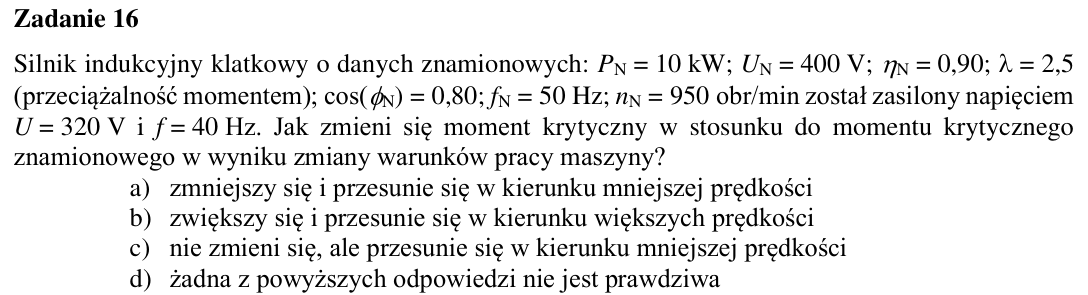 Zadanie 16
Silnik indukcyjny klatkowy o danych znamionowych: P_N = 10 kW; U_N = 400 V; η_N = 0,90; λ = 2,5
(przeciążalność momentem); cos(ϕ_N) = 0,80; f_N = 50 Hz; n_N = 950 obr/min został zasilony napięciem
U = 320 V i f = 40 Hz. Jak zmieni się moment krytyczny w stosunku do momentu krytycznego
znamionowego w wyniku zmiany warunków pracy maszyny?
a) zmniejszy się i przesunie się w kierunku mniejszej prędkości
b) zwiększy się i przesunie się w kierunku większych prędkości
c) nie zmieni się, ale przesunie się w kierunku mniejszej prędkości
d) żadna z powyższych odpowiedzi nie jest prawdziwa